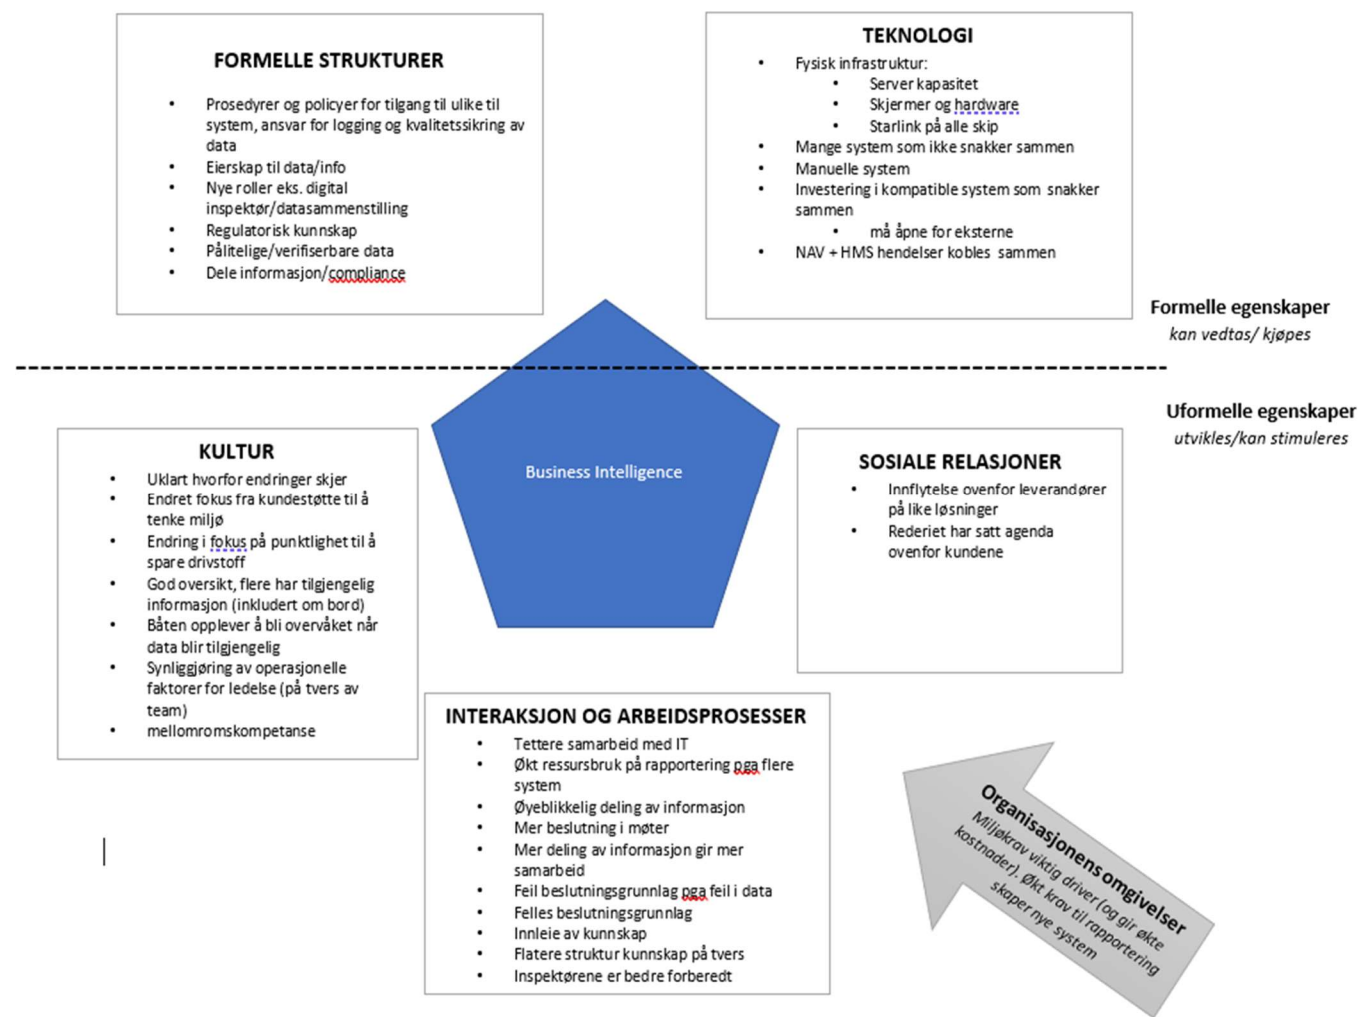 FORMELLE STRUKTURER
Prosedyrer og policyer for tilgang til ulike til
system, ansvar for logging og kvalitetssikring av
data
Eierskap til data/info
Nye roller eks. digital
inspektør/datasammenstilling
Regulatorisk kunnskap
Pålitelige/verifiserbare data
Dele informasjon/compliance
TEKNOLOGI
Fysisk infrastruktur:
Server kapasitet
Skjermer og hardware
Starlink på alle skip
Mange system som ikke snakker sammen
Manuelle system
Investering i kompatible system som snakker
sammen
må åpne for eksterne
NAV + HMS hendelser kobles sammen
Formelle egenskaper
kan vedtas/ kjøpes
Uformelle egenskaper
utvikles/kan stimuleres
KULTUR
Uklart hvorfor endringer skjer
Endret fokus fra kundestøtte til å
tenke miljø
Endring i fokus på punktlighet til å
spare drivstoff
God oversikt, flere har tilgjengelig
informasjon (inkludert om bord)
Båten opplever å bli overvåket når
data blir tilgjengelig
Synliggjøring av operasjonelle
faktorer for ledelse (på tvers av
team)
mellomromskompetanse
Business Intelligence
SOSIALE RELASJONER
Innflytelse ovenfor leverandører
på like løsninger
Rederiet har satt agenda
ovenfor kundene
INTERAKSJON OG ARBEIDSPROSESSER
Tettere samarbeid med IT
Økt ressursbruk på rapportering pga flere
system
Øyeblikkelig deling av informasjon
Mer beslutning i møter
Mer deling av informasjon gir mer
samarbeid
Feil beslutningsgrunnlag pga feil i data
Felles beslutningsgrunnlag
Innleie av kunnskap
Flatere struktur kunnskap på tvers
Inspektørene er bedre forberedt
Organisasjonens omgivelser
Miljøkrav viktig driver (og gir økte
kostnader). Økt krav til rapportering
skaper nye system